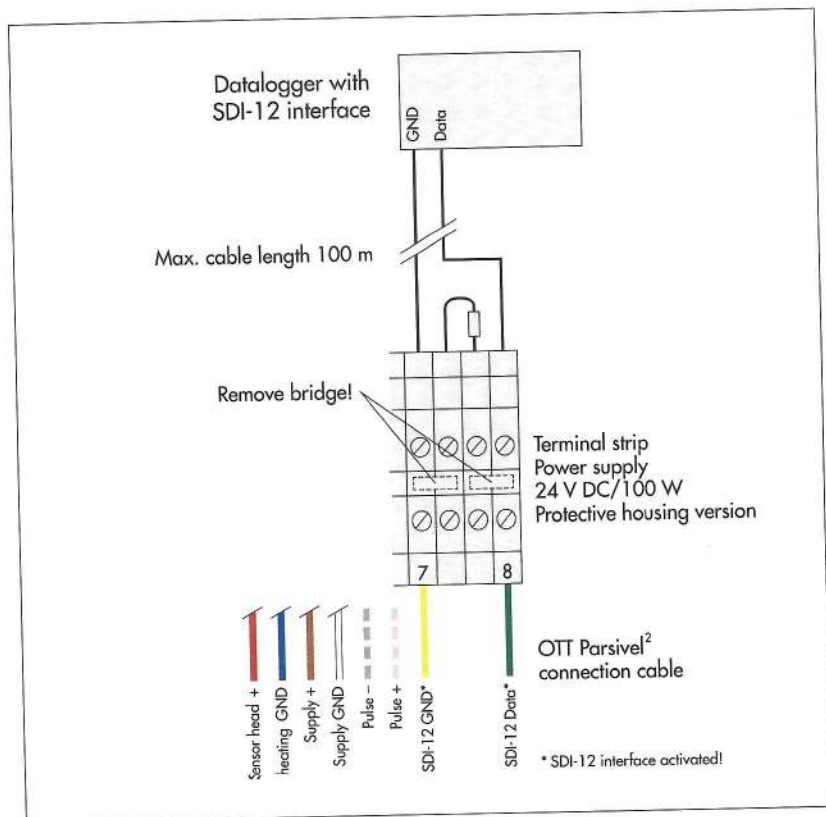 Datalogger with
SDI-12 interface
GND
Data
Max. cable length 100 m
Remove bridge!
Terminal strip
Power supply
24 V DC/100 W
Protective housing version
7
8
OTT Parsivel²
connection cable
Sensor head +
heating GND
Supply +
Supply GND
Pulse –
Pulse +
SDI-12 GND*
SDI-12 Data*
* SDI-12 interface activated!